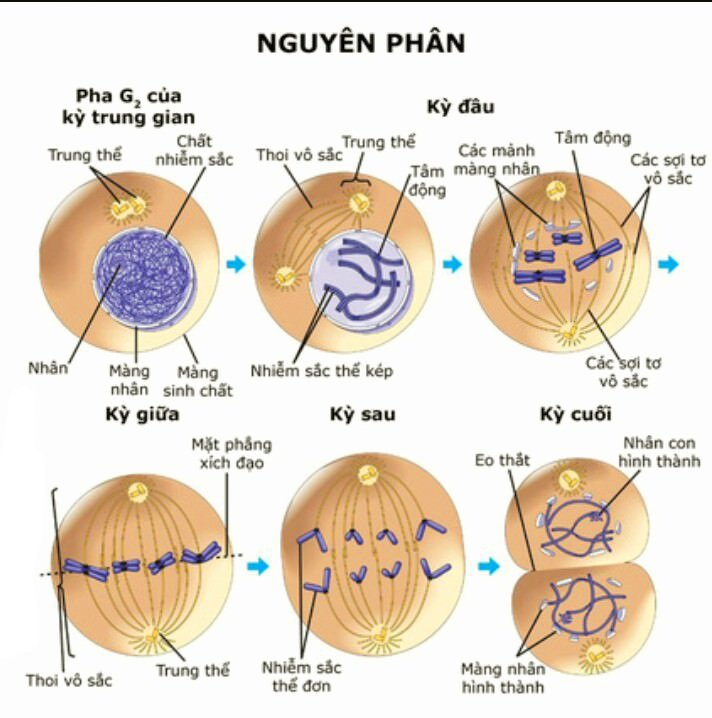 NGUYÊN PHÂN
Pha G₂ của
kỳ trung gian
Kỳ đầu
Trung thể
Chất
nhiễm sắc
Thoi vô sắc
Trung thể
Tâm
động
Các mảnh
màng nhân
Tâm động
Các sợi tơ
vô sắc
Nhân
Màng
nhân
Màng
sinh chất
Nhiễm sắc thể kép
Các sợi tơ
vô sắc
Kỳ giữa
Kỳ sau
Kỳ cuối
Mặt phẳng
xích đạo
Eo thắt
Nhân con
hình thành
Thoi vô sắc
Trung thể
Nhiễm sắc
thể đơn
Màng nhân
hình thành